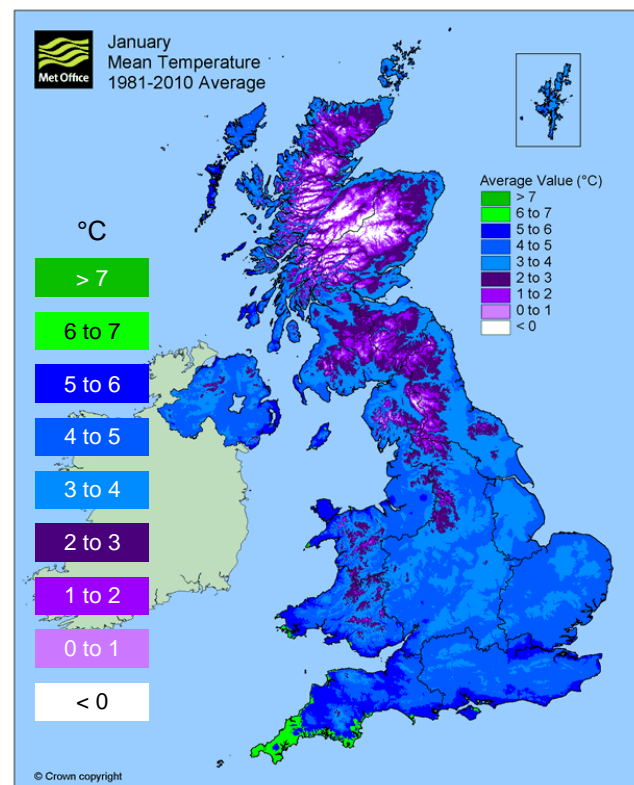 Met Office
January
Mean Temperature
1981-2010 Average
Average Value (°C)
> 7
6 to 7
5 to 6
4 to 5
3 to 4
2 to 3
1 to 2
0 to 1
< 0
°C
> 7
6 to 7
5 to 6
4 to 5
3 to 4
2 to 3
1 to 2
0 to 1
< 0
© Crown copyright